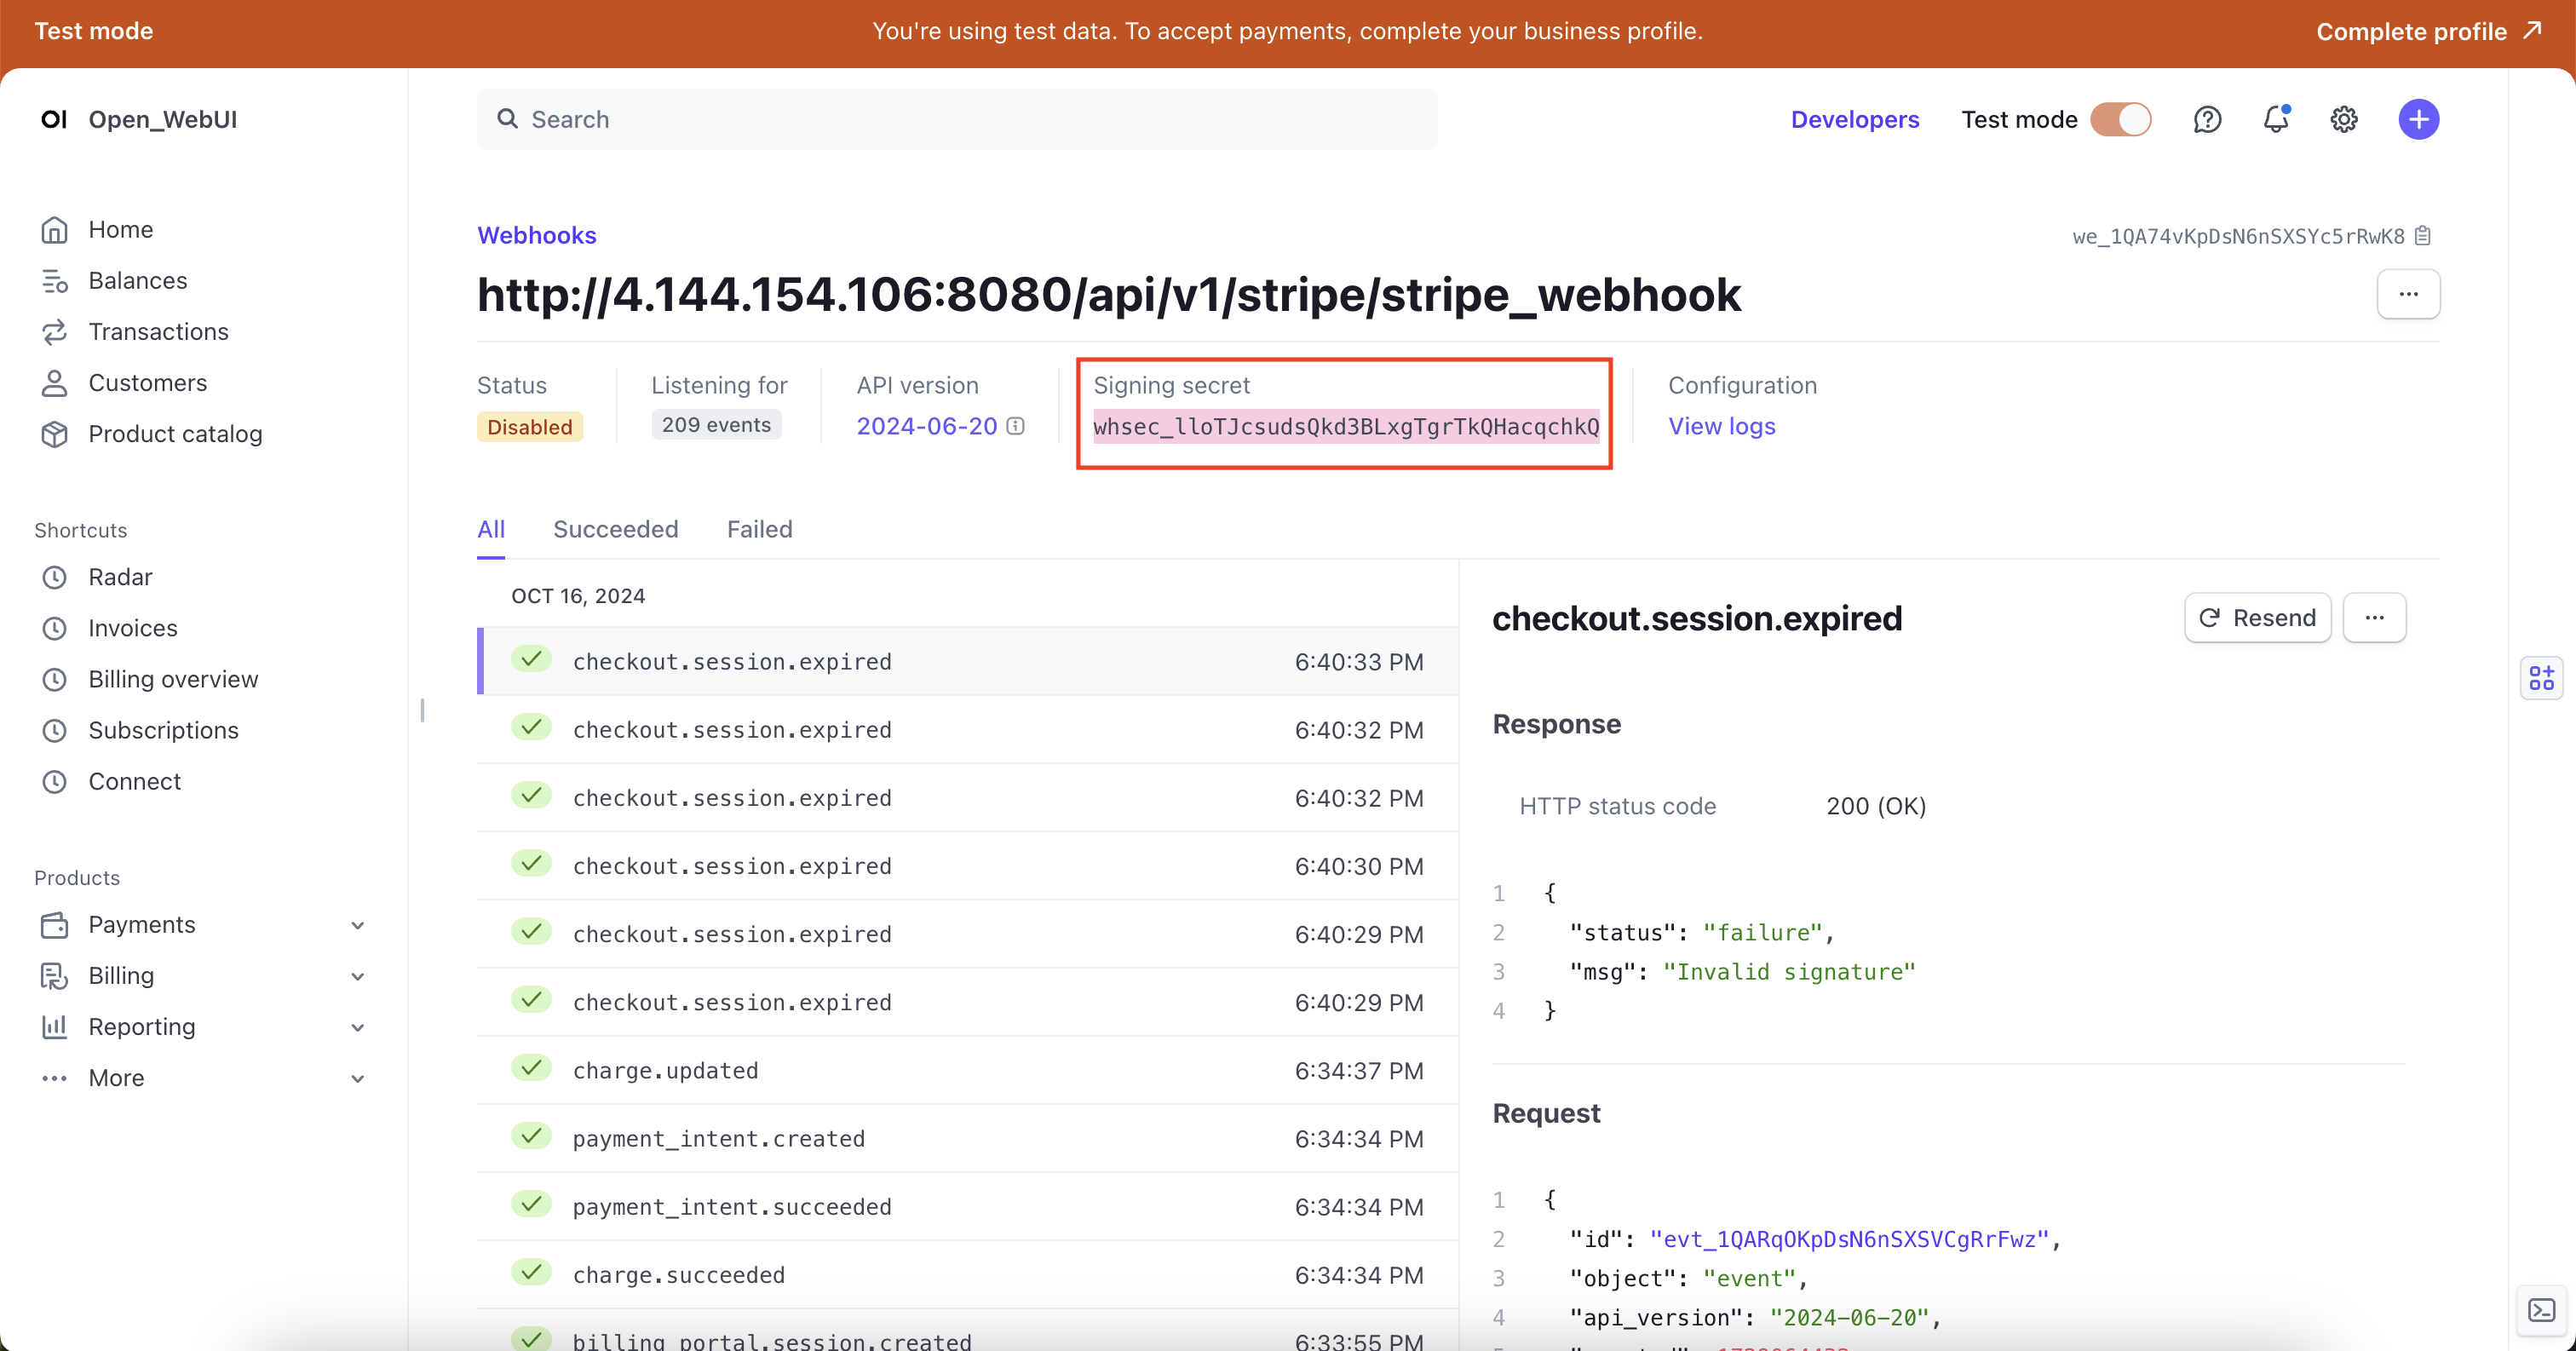 Test mode
You're using test data. To accept payments, complete your business profile.
Complete profile
OI Open_WebUI
Search
Developers
Test mode
Home
Balances
Transactions
Customers
Product catalog
Shortcuts
Radar
Invoices
Billing overview
Subscriptions
Connect
Products
Payments
Billing
Reporting
More
Webhooks
we_1QA74vKpDsN6nSXSYc5rRwK8
http://4.144.154.106:8080/api/v1/stripe/stripe_webhook
Status
Disabled
Listening for
209 events
API version
2024-06-20
Signing secret
whsec_lloTJcsudsQkd3BLxgTgrTkQHacqchkQ
Configuration
View logs
All Succeeded Failed
OCT 16, 2024
checkout.session.expired 6:40:33 PM
checkout.session.expired 6:40:32 PM
checkout.session.expired 6:40:32 PM
checkout.session.expired 6:40:30 PM
checkout.session.expired 6:40:29 PM
checkout.session.expired 6:40:29 PM
charge.updated 6:34:37 PM
payment_intent.created 6:34:34 PM
payment_intent.succeeded 6:34:34 PM
charge.succeeded 6:34:34 PM
billing_portal.session.created 6:33:55 PM
checkout.session.expired
Resend
Response
HTTP status code 200 (OK)
1 {
2 "status": "failure",
3 "msg": "Invalid signature"
4 }
Request
1 {
2 "id": "evt_1QARqOKpDsN6nSXSVCgRrFwz",
3 "object": "event",
4 "api_version": "2024-06-20",